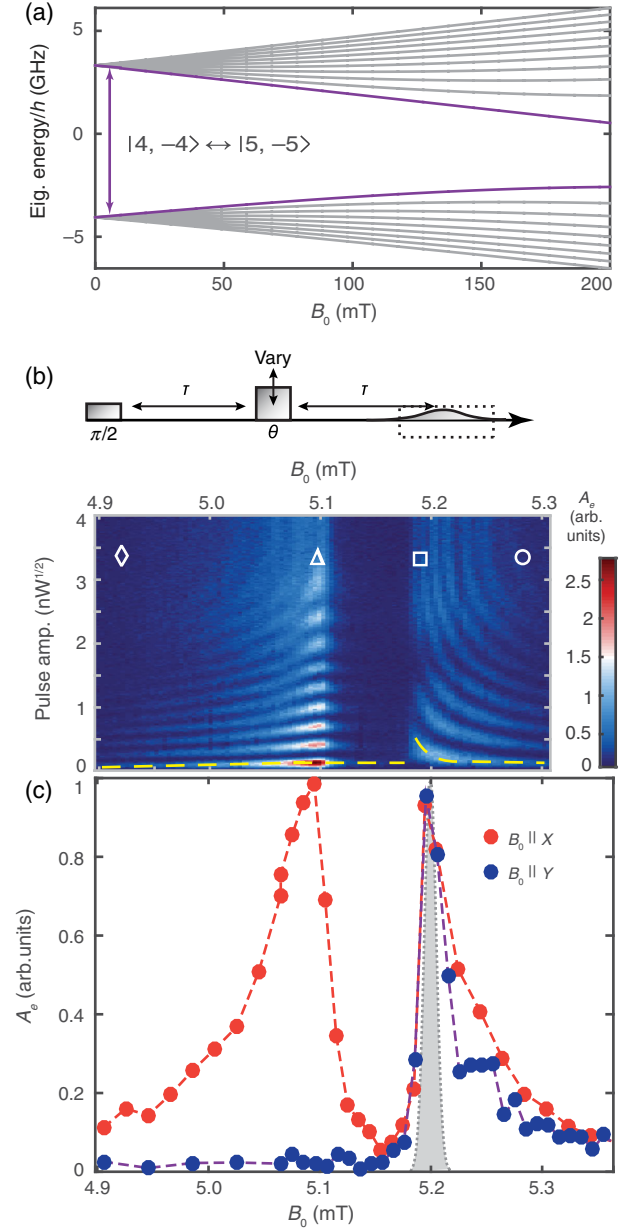 (a)
Eig. energy/h (GHz)
5
0
−5
|4, −4⟩ ↔ |5, −5⟩
0
50
100
150
200
B₀ (mT)
(b)
Vary
τ
τ
π/2
θ
B₀ (mT)
4.9
5.0
5.1
5.2
5.3
Pulse amp. (nW^1/2)
4
3
2
1
0
Aₑ
(arb.
units)
2.5
2
1.5
1
0.5
0
(c)
Aₑ (arb.units)
1
0.8
0.6
0.4
0.2
0
B₀ || X
B₀ || Y
4.9
5.0
5.1
5.2
5.3
B₀ (mT)